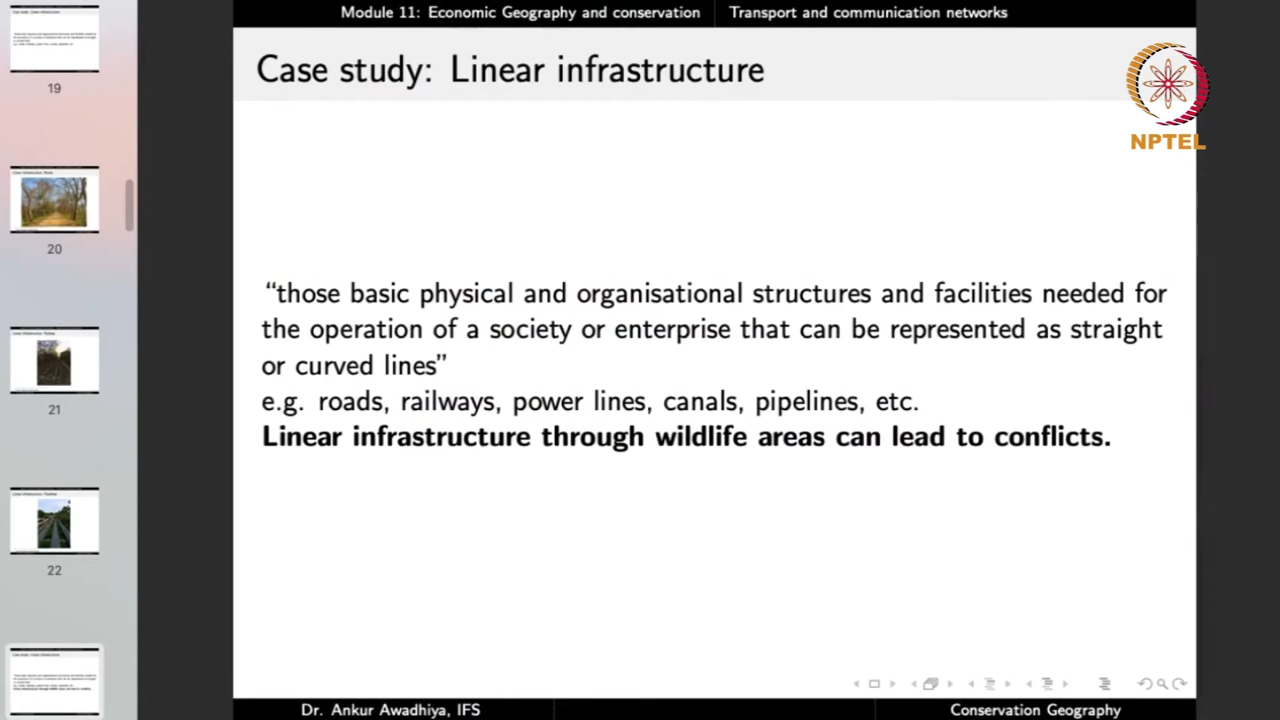 Module 11: Economic Geography and conservation
Transport and communication networks
Case study: Linear infrastructure
NPTEL
“those basic physical and organisational structures and facilities needed for
the operation of a society or enterprise that can be represented as straight
or curved lines”
e.g. roads, railways, power lines, canals, pipelines, etc.
Linear infrastructure through wildlife areas can lead to conflicts.
Dr. Ankur Awadhiya, IFS
Conservation Geography
19
20
21
22